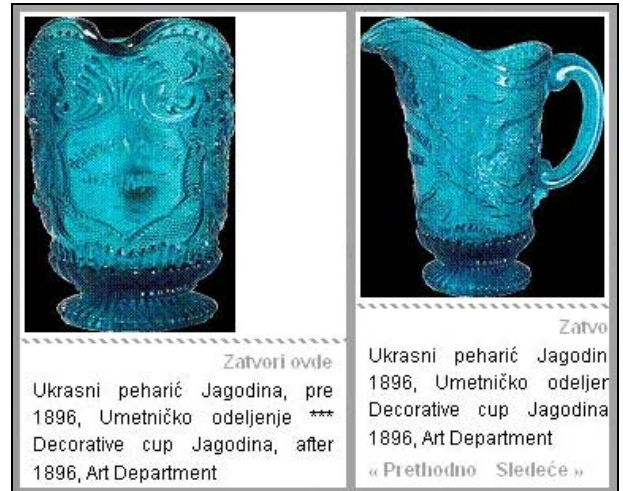 Zatvori ovde
Ukrasni peharić Jagodina, pre
1896, Umetničko odeljenje ***
Decorative cup Jagodina, after
1896, Art Department
Zatvo
Ukrasni peharić Jagodin
1896, Umetničko odeljer
Decorative cup Jagodina
1896, Art Department
« Prethodno Sledeće »